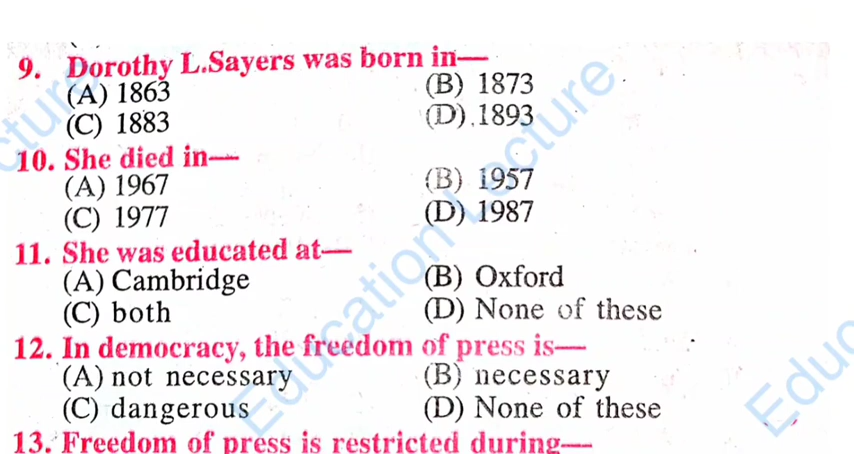 9. Dorothy L.Sayers was born in—
(A) 1863 (B) 1873
(C) 1883 (D) 1893
10. She died in—
(A) 1967 (B) 1957
(C) 1977 (D) 1987
11. She was educated at—
(A) Cambridge (B) Oxford
(C) both (D) None of these
12. In democracy, the freedom of press is—
(A) not necessary (B) necessary
(C) dangerous (D) None of these
13. Freedom of press is restricted during—
Education Lecture